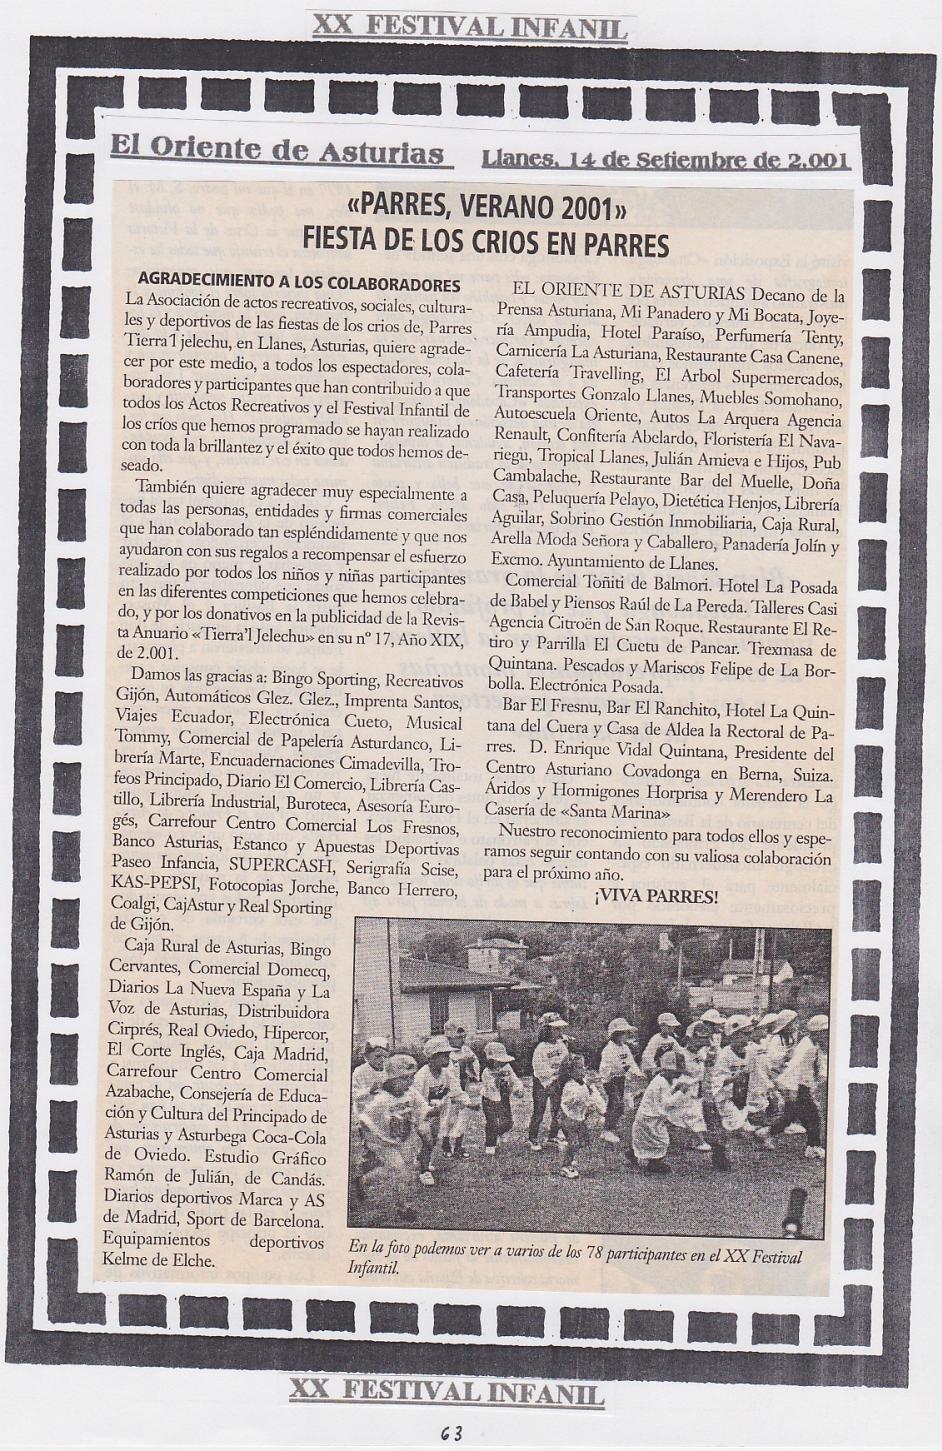 XX FESTIVAL INFANIL
El Oriente de Asturias Llanes, 14 de Setiembre de 2.001
«PARRES, VERANO 2001»
FIESTA DE LOS CRIOS EN PARRES
AGRADECIMIENTO A LOS COLABORADORES
La Asociación de actos recreativos, sociales, cultura-
les y deportivos de las fiestas de los crios de, Parres
Tierra'l jelechu, en Llanes, Asturias, quiere agrade-
cer por este medio, a todos los espectadores, cola-
boradores y participantes que han contribuido a que
todos los Actos Recreativos y el Festival Infantil de
los críos que hemos programado se hayan realizado
con toda la brillantez y el éxito que todos hemos de-
seado.
También quiere agradecer muy especialmente a
todas las personas, entidades y firmas comerciales
que han colaborado tan espléndidamente y que nos
ayudaron con sus regalos a recompensar el esfuerzo
realizado por todos los niños y niñas participantes
en las diferentes competiciones que hemos celebra-
do, y por los donativos en la publicidad de la Revis-
ta Anuario «Tierra'l Jelechu» en su nº 17, Año XIX,
de 2.001.
Damos las gracias a: Bingo Sporting, Recreativos
Gijón, Automáticos Glez. Glez., Imprenta Santos,
Viajes Ecuador, Electrónica Cueto, Musical
Tommy, Comercial de Papelería Asturdanco, Li-
brería Marte, Encuadernaciones Cimadevilla, Tro-
feos Principado, Diario El Comercio, Librería Cas-
tillo, Librería Industrial, Buroteca, Asesoría Euro-
gés, Carrefour Centro Comercial Los Fresnos,
Banco Asturias, Estanco y Apuestas Deportivas
Paseo Infancia, SUPERCASH, Serigrafía Scise,
KAS-PEPSI, Fotocopias Jorche, Banco Herrero,
Coalgi, CajAstur y Real Sporting
de Gijón.
Caja Rural de Asturias, Bingo
Cervantes, Comercial Domecq,
Diarios La Nueva España y La
Voz de Asturias, Distribuidora
Cirprés, Real Oviedo, Hipercor,
El Corte Inglés, Caja Madrid,
Carrefour Centro Comercial
Azabache, Consejería de Educa-
ción y Cultura del Principado de
Asturias y Asturbega Coca-Cola
de Oviedo. Estudio Gráfico
Ramón de Julián, de Candás.
Diarios deportivos Marca y AS
de Madrid, Sport de Barcelona.
Equipamientos deportivos
Kelme de Elche.
EL ORIENTE DE ASTURIAS Decano de la
Prensa Asturiana, Mi Panadero y Mi Bocata, Joye-
ría Ampudia, Hotel Paraíso, Perfumería Tenty,
Carnicería La Asturiana, Restaurante Casa Canene,
Cafetería Travelling, El Arbol Supermercados,
Transportes Gonzalo Llanes, Muebles Somohano,
Autoescuela Oriente, Autos La Arquera Agencia
Renault, Confitería Abelardo, Floristería El Nava-
riegu, Tropical Llanes, Julián Amieva e Hijos, Pub
Cambalache, Restaurante Bar del Muelle, Doña
Casa, Peluquería Pelayo, Dietética Henjos, Librería
Aguilar, Sobrino Gestión Inmobiliaria, Caja Rural,
Arella Moda Señora y Caballero, Panadería Jolín y
Excmo. Ayuntamiento de Llanes.
Comercial Toñiti de Balmori. Hotel La Posada
de Babel y Piensos Raúl de La Pereda. Talleres Casi
Agencia Citroën de San Roque. Restaurante El Re-
tiro y Parrilla El Cuetu de Pancar. Trexmasa de
Quintana. Pescados y Mariscos Felipe de La Bor-
bolla. Electrónica Posada.
Bar El Fresnu, Bar El Ranchito, Hotel La Quin-
tana del Cuera y Casa de Aldea la Rectoral de Pa-
rres. D. Enrique Vidal Quintana, Presidente del
Centro Asturiano Covadonga en Berna, Suiza.
Áridos y Hormigones Horprisa y Merendero La
Casería de «Santa Marina»
Nuestro reconocimiento para todos ellos y espe-
ramos seguir contando con su valiosa colaboración
para el próximo año.
¡VIVA PARRES!
En la foto podemos ver a varios de los 78 participantes en el XX Festival
Infantil.
XX FESTIVAL INFANIL
63